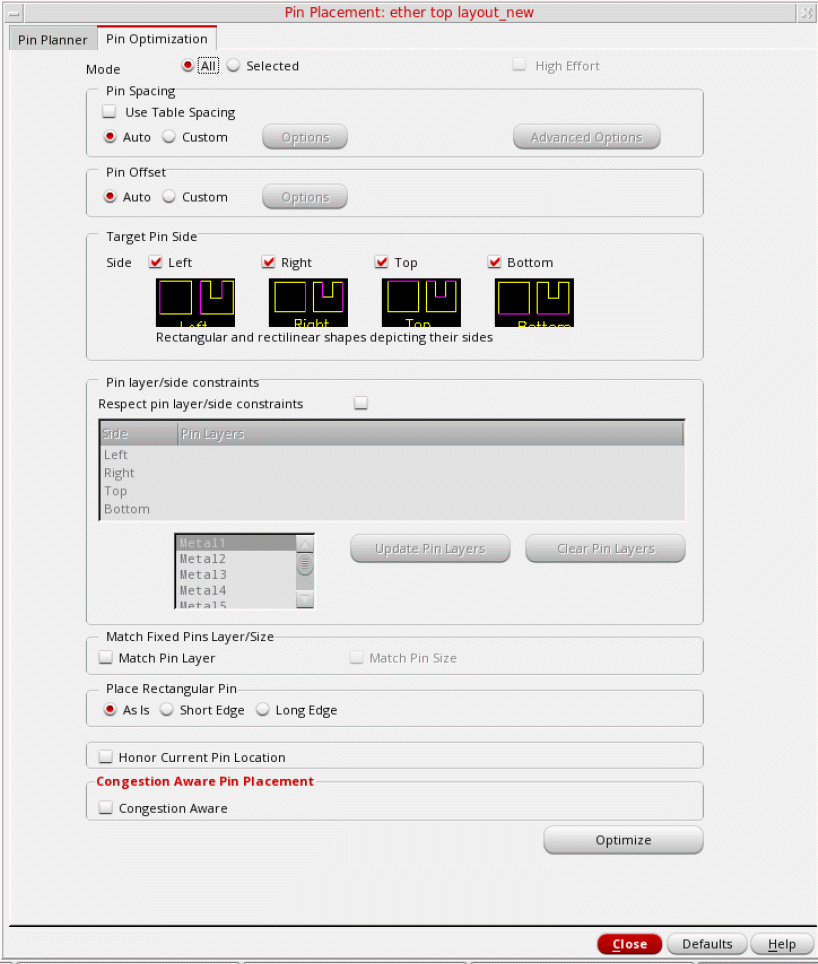 Pin Placement: ether top layout_new
Pin Planner Pin Optimization
Mode All Selected High Effort
Pin Spacing
Use Table Spacing
Auto Custom Options Advanced Options
Pin Offset
Auto Custom Options
Target Pin Side
Side Left Right Top Bottom
Left Right Top Bottom
Rectangular and rectilinear shapes depicting their sides
Pin layer/side constraints
Respect pin layer/side constraints
Side Pin Layers
Left
Right
Top
Bottom
Metal1
Metal2
Metal3
Metal4
Metal5
Update Pin Layers Clear Pin Layers
Match Fixed Pins Layer/Size
Match Pin Layer Match Pin Size
Place Rectangular Pin
As Is Short Edge Long Edge
Honor Current Pin Location
Congestion Aware Pin Placement
Congestion Aware
Optimize
Close Defaults Help